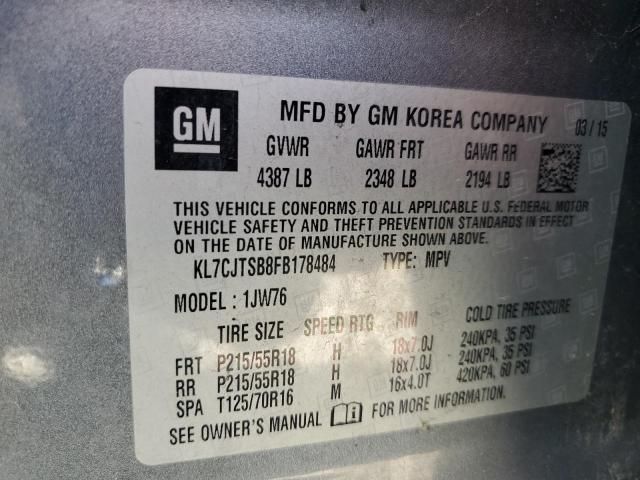 GM
MFD BY GM KOREA COMPANY 03/15
GVWR GAWR FRT GAWR RR
4387 LB 2348 LB 2194 LB
THIS VEHICLE CONFORMS TO ALL APPLICABLE U.S. FEDERAL MOTOR
VEHICLE SAFETY AND THEFT PREVENTION STANDARDS IN EFFECT
ON THE DATE OF MANUFACTURE SHOWN ABOVE.
KL7CJTSB8FB178484 TYPE: MPV
MODEL : 1JW76
TIRE SIZE SPEED RTG RIM COLD TIRE PRESSURE
FRT P215/55R18 H 18x7.0J 240KPA, 35 PSI
RR P215/55R18 H 18x7.0J 240KPA, 35 PSI
SPA T125/70R16 M 16x4.0T 420KPA, 60 PSI
SEE OWNER'S MANUAL FOR MORE INFORMATION.